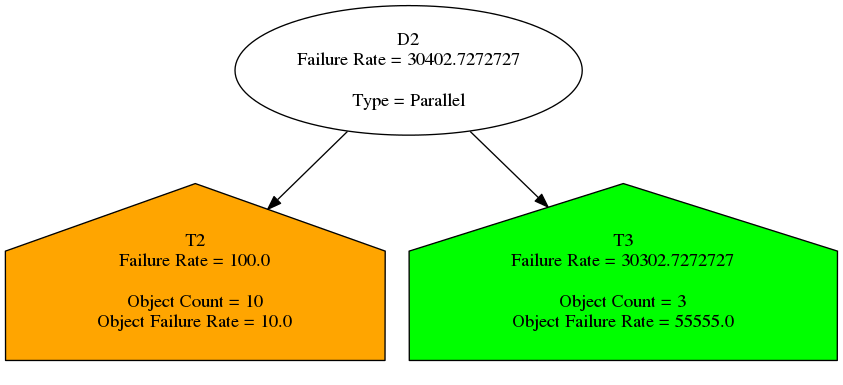 D2
Failure Rate = 30402.7272727
Type = Parallel
T2
Failure Rate = 100.0
Object Count = 10
Object Failure Rate = 10.0
T3
Failure Rate = 30302.7272727
Object Count = 3
Object Failure Rate = 55555.0